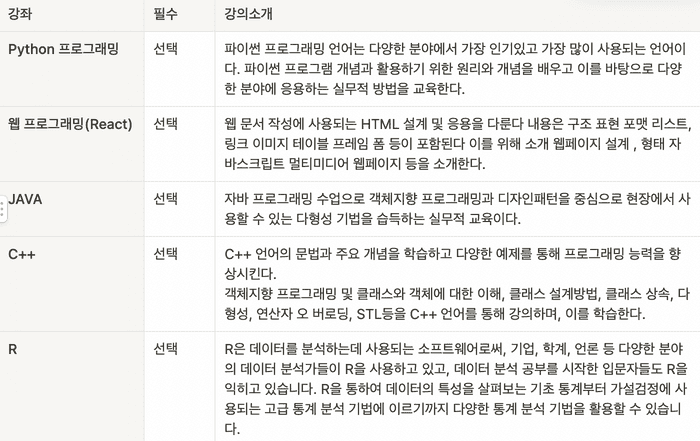 강좌 필수 강의소개
Python 프로그래밍 선택 파이썬 프로그래밍 언어는 다양한 분야에서 가장 인기있고 가장 많이 사용되는 언어이
다. 파이썬 프로그램 개념과 활용하기 위한 원리와 개념을 배우고 이를 바탕으로 다양
한 분야에 응용하는 실무적 방법을 교육한다.
웹 프로그래밍(React) 선택 웹 문서 작성에 사용되는 HTML 설계 및 응용을 다룬다 내용은 구조 표현 포맷 리스트,
링크 이미지 테이블 프레임 폼 등이 포함된다 이를 위해 소개 웹페이지 설계 , 형태 자
바스크립트 멀티미디어 웹페이지 등을 소개한다.
JAVA 선택 자바 프로그래밍 수업으로 객체지향 프로그래밍과 디자인패턴을 중심으로 현장에서 사
용할 수 있는 다형성 기법을 습득하는 실무적 교육이다.
C++ 선택 C++ 언어의 문법과 주요 개념을 학습하고 다양한 예제를 통해 프로그래밍 능력을 향
상시킨다.
객체지향 프로그래밍 및 클래스와 객체에 대한 이해, 클래스 설계방법, 클래스 상속, 다
형성, 연산자 오 버로딩, STL등을 C++ 언어를 통해 강의하며, 이를 학습한다.
R 선택 R은 데이터를 분석하는데 사용되는 소프트웨어로써, 기업, 학계, 언론 등 다양한 분야
의 데이터 분석가들이 R을 사용하고 있고, 데이터 분석 공부를 시작한 입문자들도 R을
익히고 있습니다. R을 통하여 데이터의 특성을 살펴보는 기초 통계부터 가설검정에 사
용되는 고급 통계 분석 기법에 이르기까지 다양한 통계 분석 기법을 활용할 수 있습니
다.